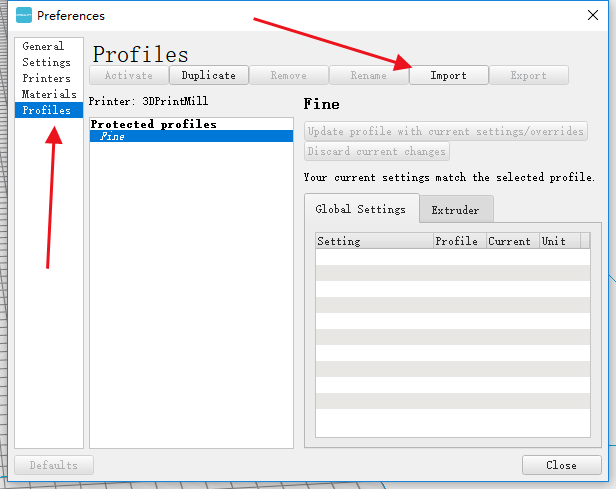 Preferences
General
Settings
Printers
Materials
Profiles
Profiles
Activate Duplicate Remove Rename Import Export
Printer: 3DPrintMill
Protected profiles
Fine
Fine
Update profile with current settings/overrides
Discard current changes
Your current settings match the selected profile.
Global Settings Extruder
Setting Profile Current Unit
Defaults
Close